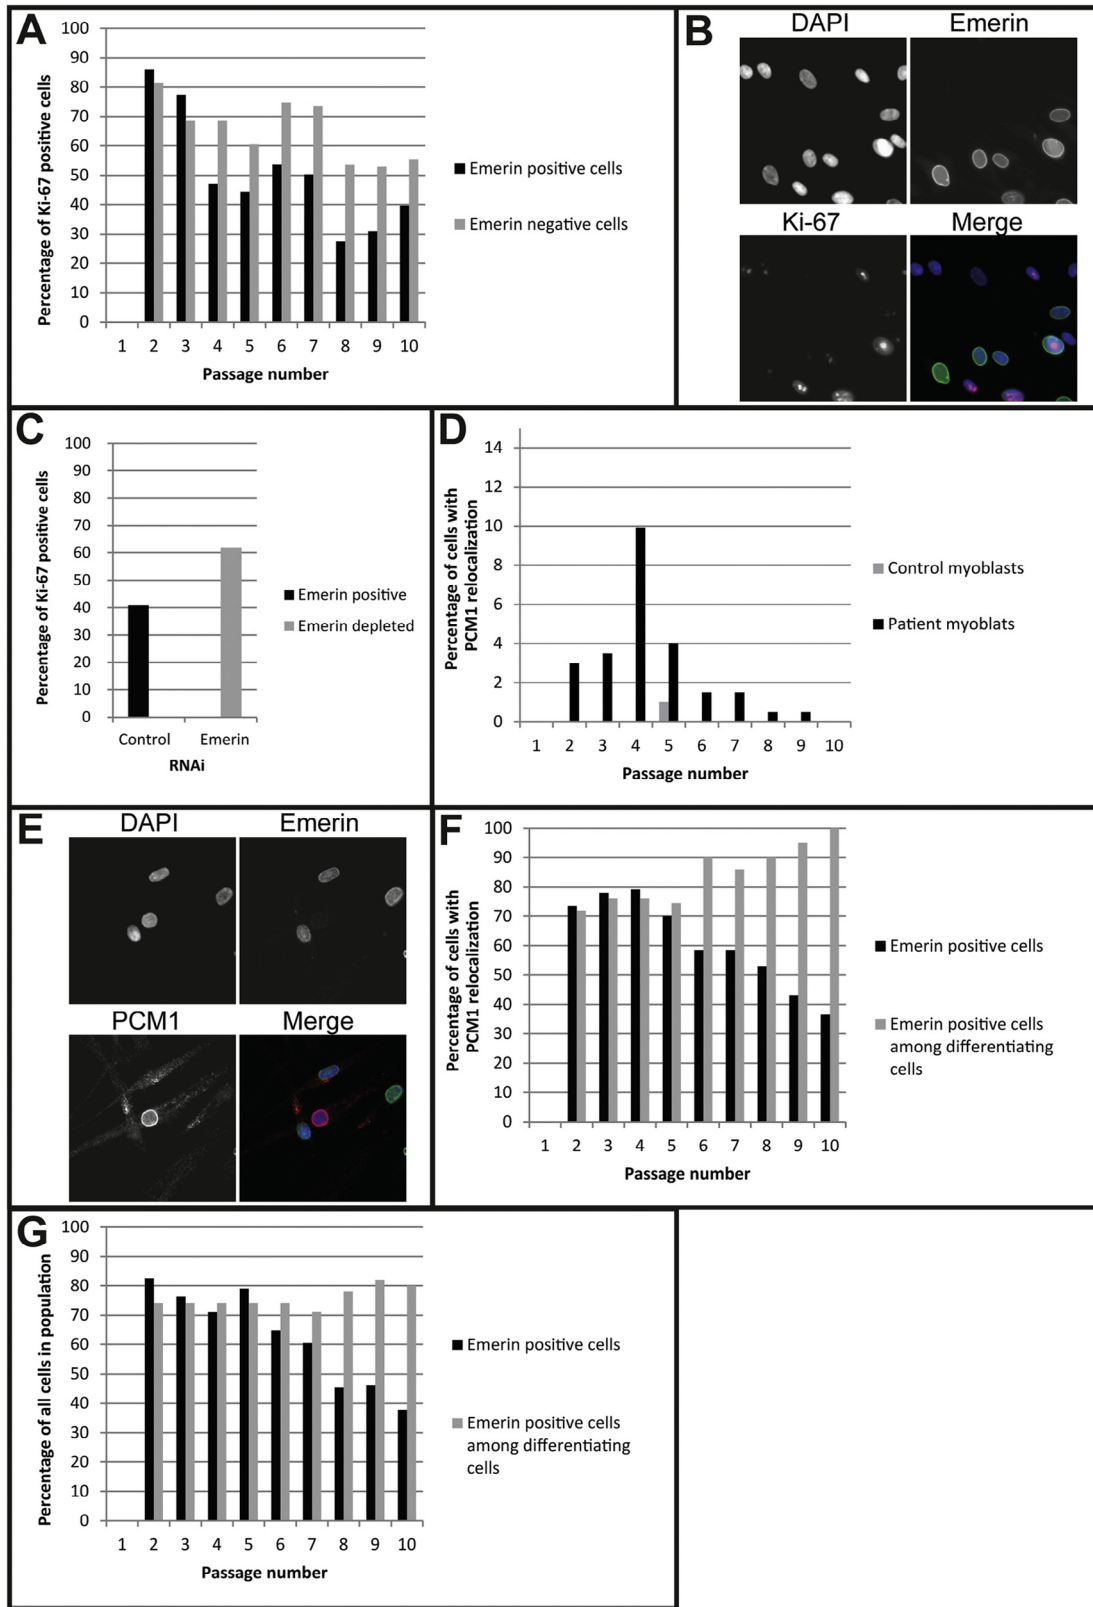 A
100
90
80
70
60
50
40
30
20
10
0
Percentage of Ki-67 positive cells
1 2 3 4 5 6 7 8 9 10
Passage number
Emerin positive cells
Emerin negative cells
B
DAPI Emerin
Ki-67 Merge
C
100
90
80
70
60
50
40
30
20
10
0
Percentage of Ki-67 positive cells
Control Emerin
RNAi
Emerin positive
Emerin depleted
D
14
12
10
8
6
4
2
0
Percentage of cells with
PCM1 relocalization
1 2 3 4 5 6 7 8 9 10
Passage number
Control myoblasts
Patient myoblats
E
DAPI Emerin
PCM1 Merge
F
100
90
80
70
60
50
40
30
20
10
0
Percentage of cells with
PCM1 relocalization
1 2 3 4 5 6 7 8 9 10
Passage number
Emerin positive cells
Emerin positive cells
among differentiating
cells
G
100
90
80
70
60
50
40
30
20
10
0
Percentage of all cells in population
1 2 3 4 5 6 7 8 9 10
Passage number
Emerin positive cells
Emerin positive cells
among differentiating
cells